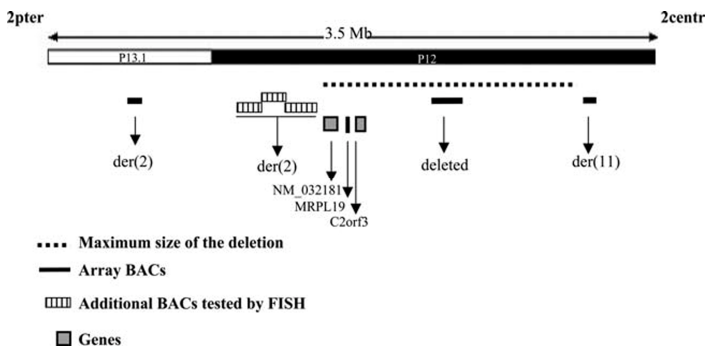 2pter 2centr
3.5 Mb
P13.1 P12
der(2) der(2) deleted der(11)
NM_032181
MRPL19
C2orf3
Maximum size of the deletion
Array BACs
Additional BACs tested by FISH
Genes